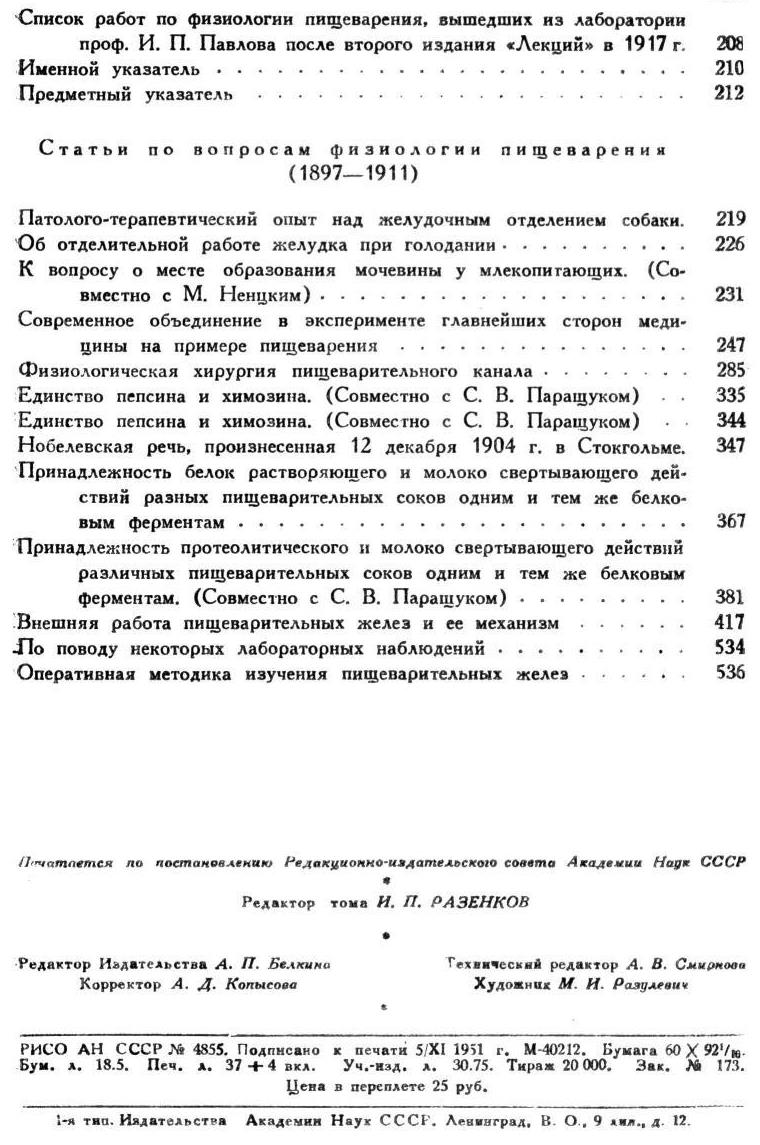 Список работ по физиологии пищеварения, вышедших из лаборатории
проф. И. П. Павлова после второго издания «Лекций» в 1917 г. 208
Именной указатель . . . . . . . . . . . . . . . . . . . . 210
Предметный указатель . . . . . . . . . . . . . . . . . . 212
Статьи по вопросам физиологии пищеварения
(1897—1911)
Патолого-терапевтический опыт над желудочным отделением собаки. 219
Об отделительной работе желудка при голодании . . . . . . . . . . 226
К вопросу о месте образования мочевины у млекопитающих. (Со-
вместно с М. Ненцким) . . . . . . . . . . . . . . . . . 231
Современное объединение в эксперименте главнейших сторон меди-
цины на примере пищеварения . . . . . . . . . . . . . . 247
Физиологическая хирургия пищеварительного канала . . . . . . . . 285
Единство пепсина и химозина. (Совместно с С. В. Паращуком) . . 335
Единство пепсина и химозина. (Совместно с С. В. Паращуком) . . 344
Нобелевская речь, произнесенная 12 декабря 1904 г. в Стокгольме. 347
Принадлежность белок растворяющего и молоко свертывающего дей-
ствий разных пищеварительных соков одним и тем же белко-
вым ферментам . . . . . . . . . . . . . . . . . . . . . 367
Принадлежность протеолитического и молоко свертывающего действий
различных пищеварительных соков одним и тем же белковым
ферментам. (Совместно с С. В. Паращуком) . . . . . . . . 381
Внешняя работа пищеварительных желез и ее механизм . . . . . . 417
По поводу некоторых лабораторных наблюдений . . . . . . . . . . 534
Оперативная методика изучения пищеварительных желез . . . . . . 536
Печатается по постановлению Редакционно-издательского совета Академии Наук СССР
Редактор тома И. П. РАЗЕНКОВ
Редактор Издательства А. П. Белкина Технический редактор А. В. Смирнова
Корректор А. Д. Копысова Художник М. И. Разулевич
РИСО АН СССР № 4855. Подписано к печати 5/XI 1951 г. М-40212. Бумага 60 X 92¹/₁₆.
Бум. л. 18.5. Печ. л. 37 + 4 вкл. Уч.-изд. л. 30.75. Тираж 20 000. Зак. № 173.
Цена в переплете 25 руб.
1-я тип. Издательства Академии Наук СССР. Ленинград, В. О., 9 лин., д. 12.